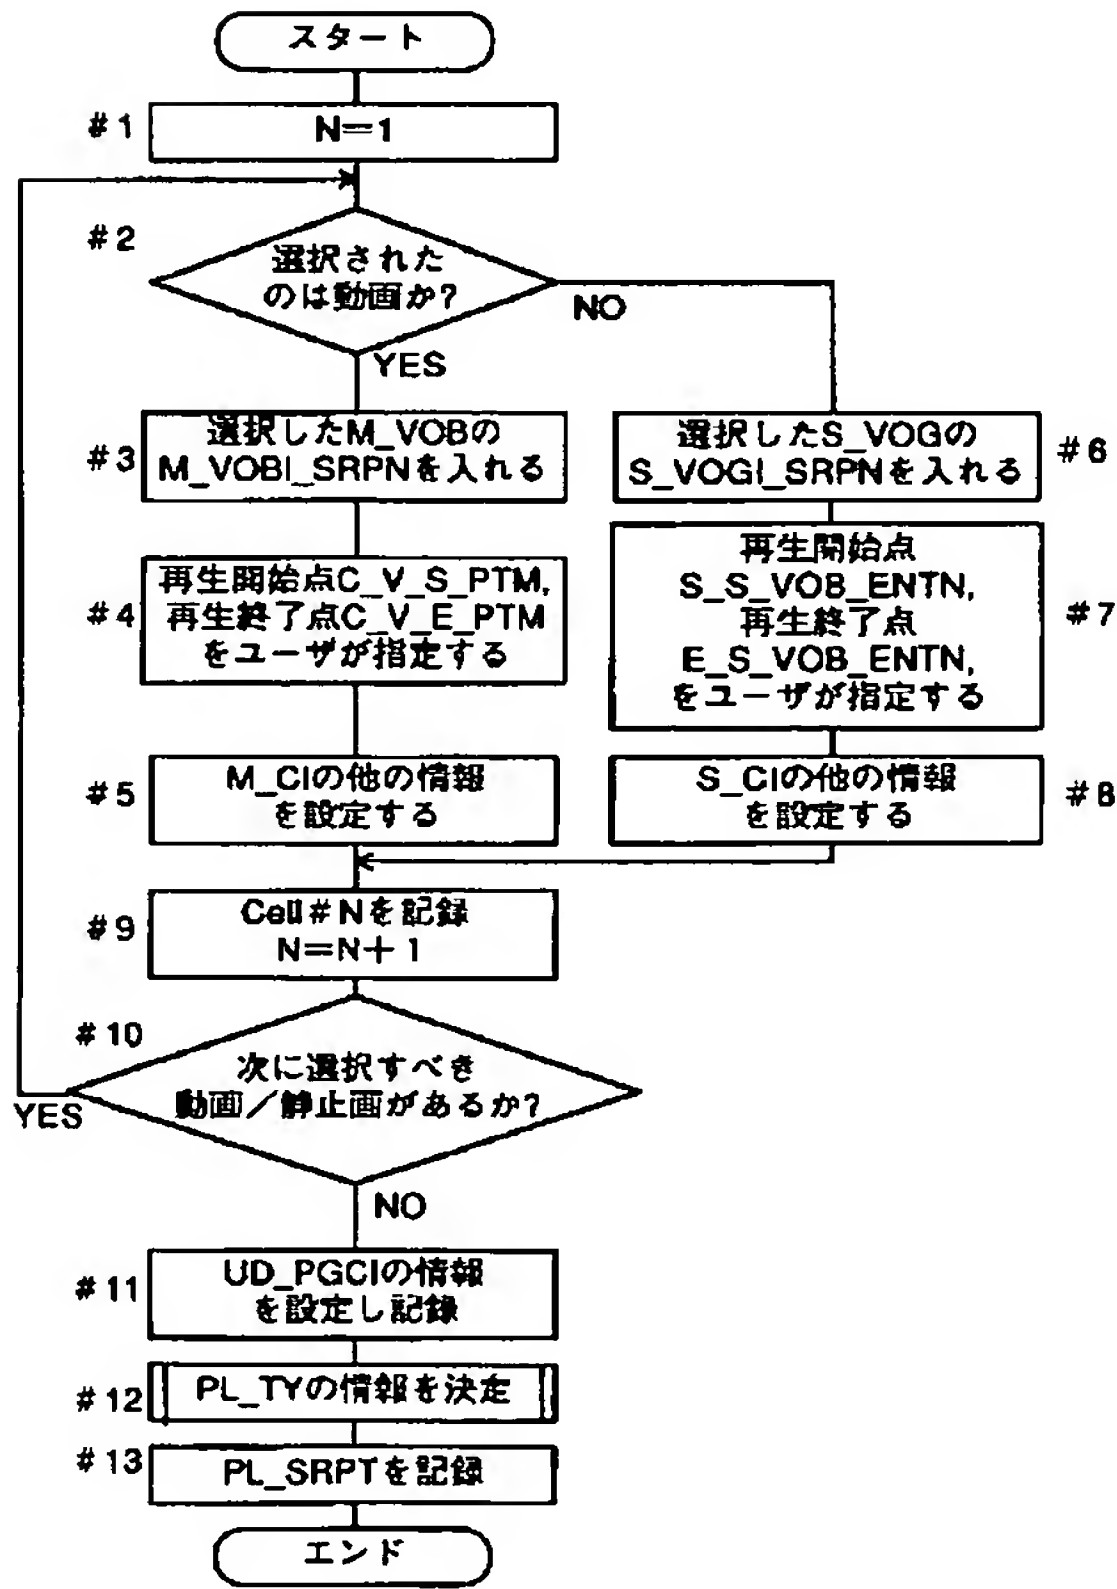 スタート
#1
N=1
#2
選択された
のは動画か?
NO
YES
#3
選択したM_VOBの
M_VOBI_SRPNを入れる
選択したS_VOGの
S_VOGI_SRPNを入れる
#6
#4
再生開始点C_V_S_PTM,
再生終了点C_V_E_PTM
をユーザが指定する
再生開始点
S_S_VOB_ENTN,
再生終了点
E_S_VOB_ENTN,
をユーザが指定する
#7
#5
M_CIの他の情報
を設定する
S_CIの他の情報
を設定する
#8
#9
Cell#Nを記録
N=N+1
#10
次に選択すべき
動画/静止画があるか?
YES
NO
#11
UD_PGCIの情報
を設定し記録
#12
PL_TYの情報を決定
#13
PL_SRPTを記録
エンド